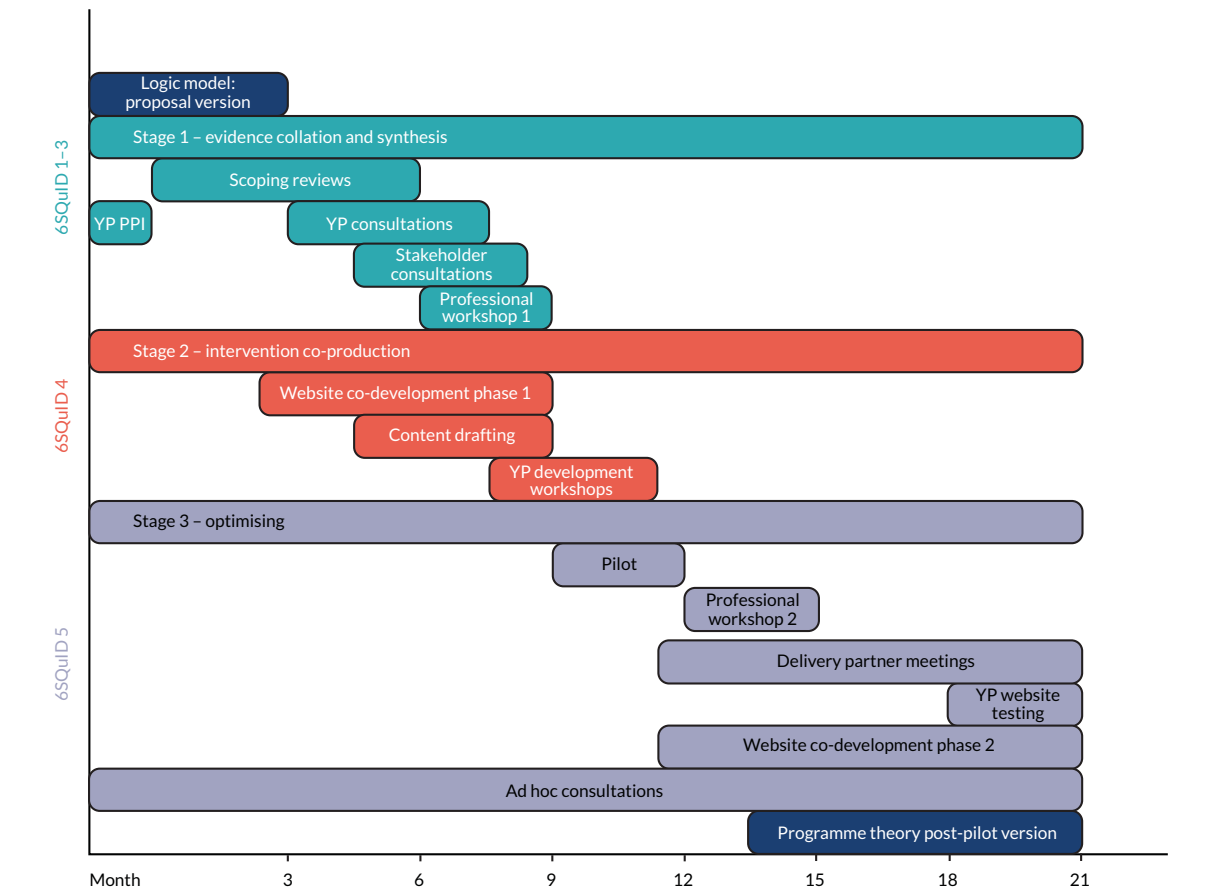 Logic model:
proposal version
6SQuID 1–3
Stage 1 – evidence collation and synthesis
Scoping reviews
YP PPI
YP consultations
Stakeholder
consultations
Professional
workshop 1
6SQuID 4
Stage 2 – intervention co-production
Website co-development phase 1
Content drafting
YP development
workshops
6SQuID 5
Stage 3 – optimising
Pilot
Professional
workshop 2
Delivery partner meetings
YP website
testing
Website co-development phase 2
Ad hoc consultations
Programme theory post-pilot version
Month 3 6 9 12 15 18 21